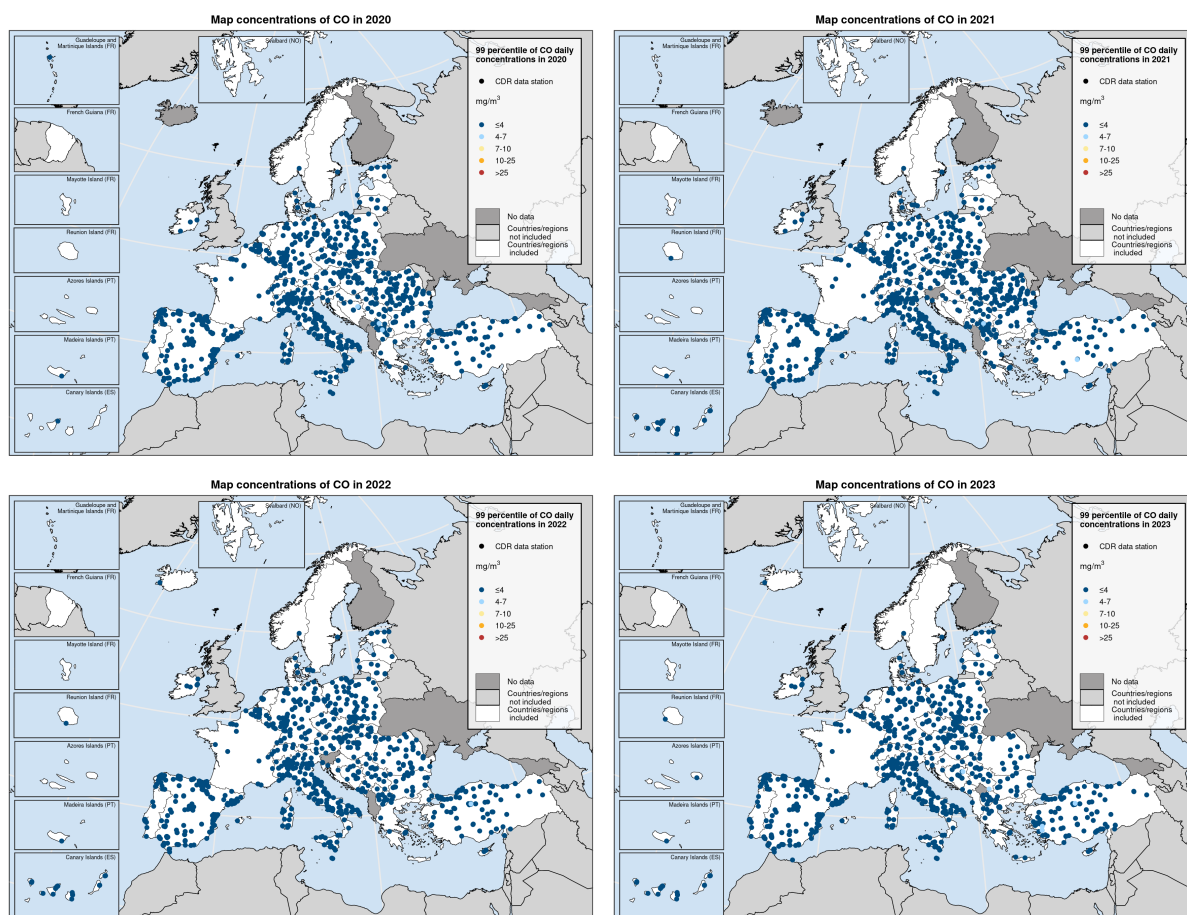 Map concentrations of CO in 2020
Guadeloupe and
Martinique Islands (FR)
French Guiana (FR)
Mayotte Island (FR)
Reunion Island (FR)
Azores Islands (PT)
Madeira Islands (PT)
Canary Islands (ES)
Svalbard (NO)
99 percentile of CO daily
concentrations in 2020
CDR data station
mg/m³
≤4
4-7
7-10
10-25
>25
No data
Countries/regions
not included
Countries/regions
included
Map concentrations of CO in 2021
Guadeloupe and
Martinique Islands (FR)
French Guiana (FR)
Mayotte Island (FR)
Reunion Island (FR)
Azores Islands (PT)
Madeira Islands (PT)
Canary Islands (ES)
Svalbard (NO)
99 percentile of CO daily
concentrations in 2021
CDR data station
mg/m³
≤4
4-7
7-10
10-25
>25
No data
Countries/regions
not included
Countries/regions
included
Map concentrations of CO in 2022
Guadeloupe and
Martinique Islands (FR)
French Guiana (FR)
Mayotte Island (FR)
Reunion Island (FR)
Azores Islands (PT)
Madeira Islands (PT)
Canary Islands (ES)
Svalbard (NO)
99 percentile of CO daily
concentrations in 2022
CDR data station
mg/m³
≤4
4-7
7-10
10-25
>25
No data
Countries/regions
not included
Countries/regions
included
Map concentrations of CO in 2023
Guadeloupe and
Martinique Islands (FR)
French Guiana (FR)
Mayotte Island (FR)
Reunion Island (FR)
Azores Islands (PT)
Madeira Islands (PT)
Canary Islands (ES)
Svalbard (NO)
99 percentile of CO daily
concentrations in 2023
CDR data station
mg/m³
≤4
4-7
7-10
10-25
>25
No data
Countries/regions
not included
Countries/regions
included